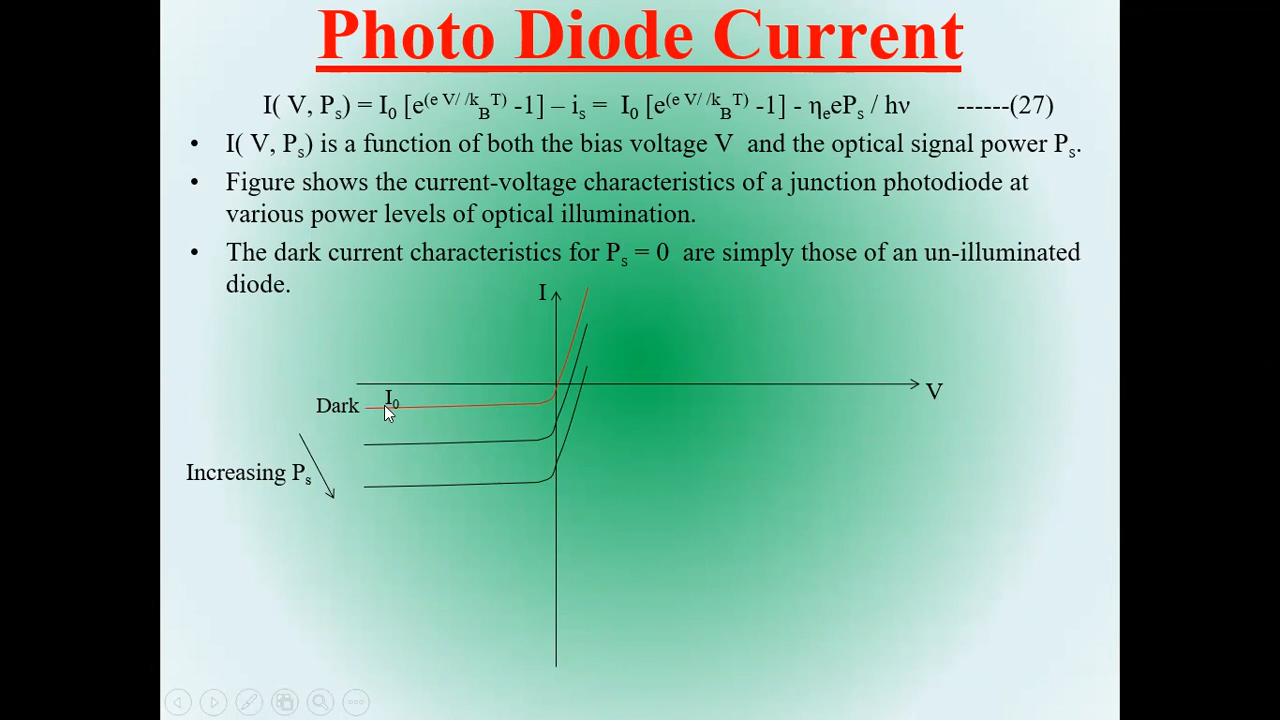 Photo Diode Current
I( V, Pₛ) = I₀ [e^(e V/ /k_B T) -1] – iₛ = I₀ [e^(e V/ /k_B T) -1] - ηₑePₛ / hν ------(27)
• I( V, Pₛ) is a function of both the bias voltage V and the optical signal power Pₛ.
• Figure shows the current-voltage characteristics of a junction photodiode at
various power levels of optical illumination.
• The dark current characteristics for Pₛ = 0 are simply those of an un-illuminated
diode.
I
V
I₀
Dark
Increasing Pₛ